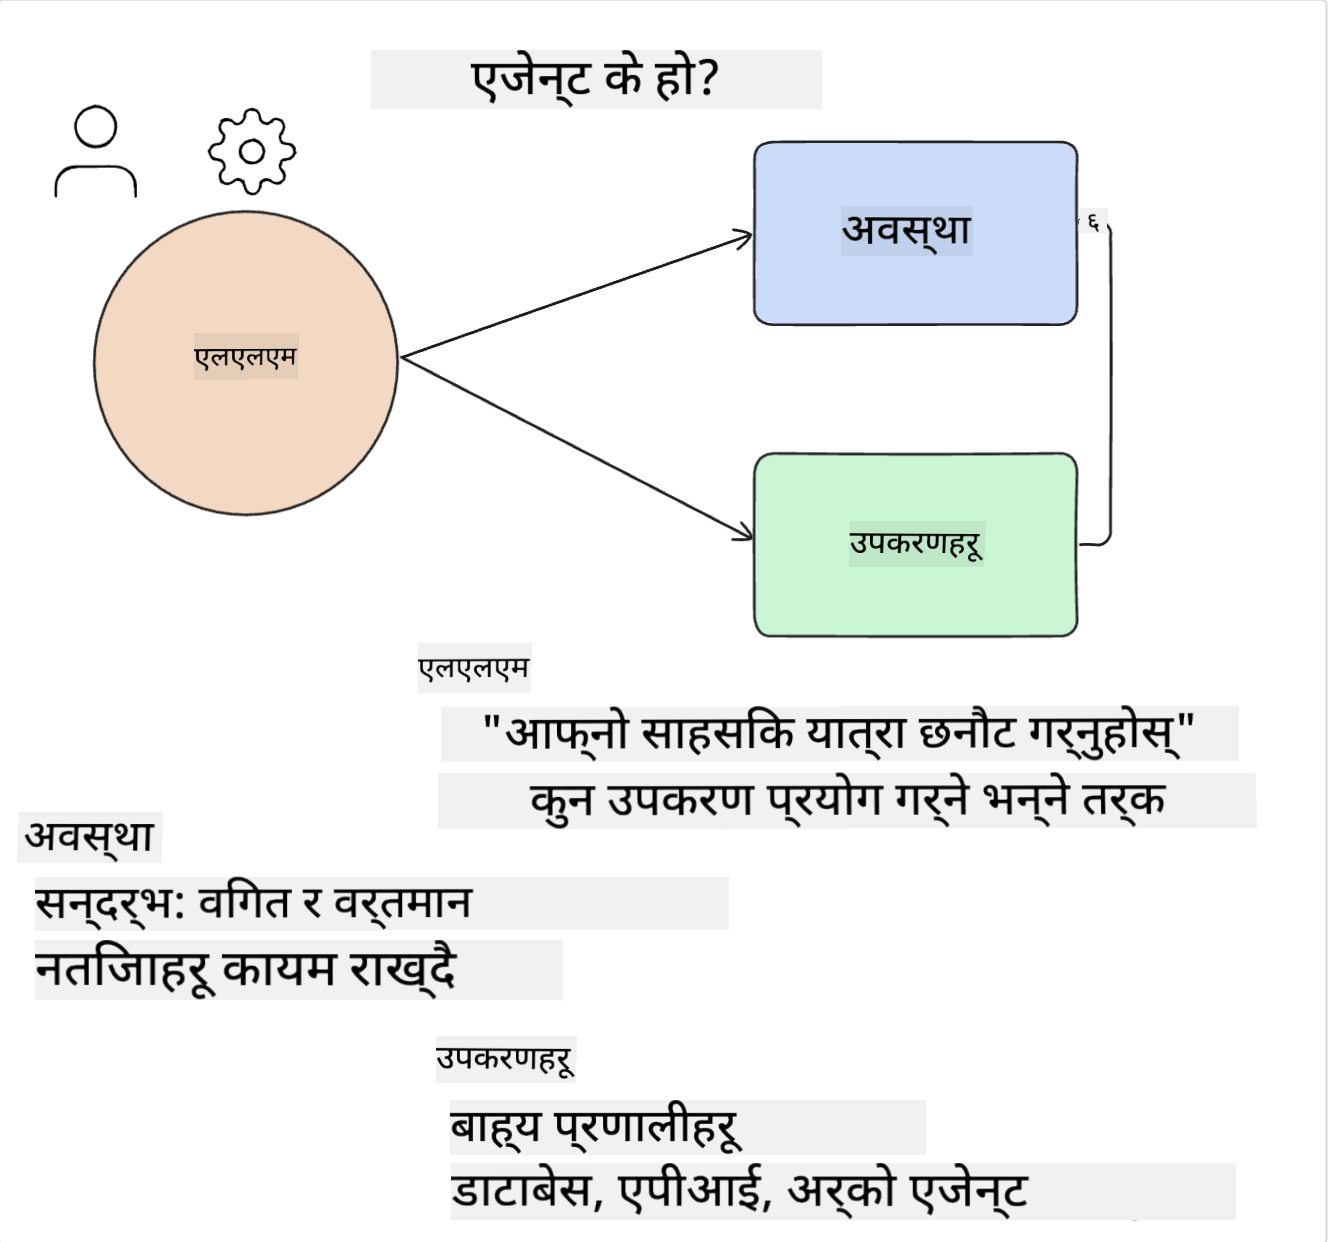 एजेन्ट के हो?
अवस्था
६
एलएलएम
उपकरणहरू
एलएलएम
"आफ्नो साहसकि यात्रा छनौट गर्नुहोस्"
कुन उपकरण प्रयोग गर्ने भन्ने तर्क
अवस्था
सन्दर्भ: वगित र वर्तमान
नतजिाहरू कायम राख्दै
उपकरणहरू
बाह्य प्रणालीहरू
डाटाबेस, एपीआई, अर्को एजेन्ट